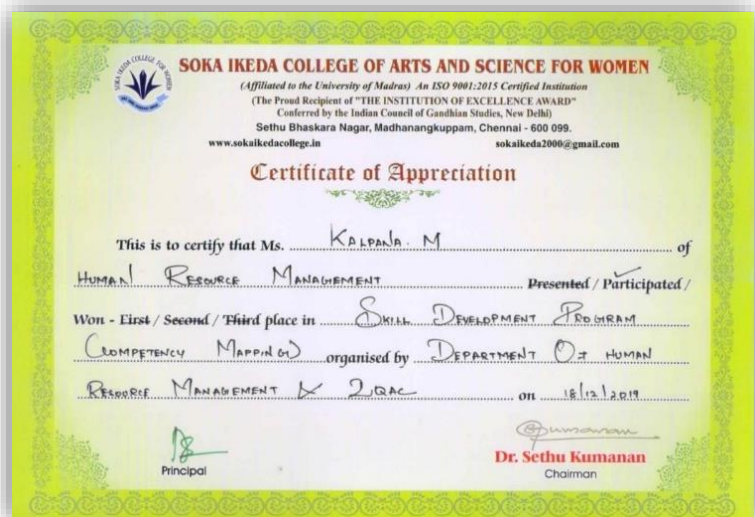 SOKA IKEDA COLLEGE OF ARTS AND SCIENCE FOR WOMEN
(Affiliated to the University of Madras) An ISO 9001:2015 Certified Institution
(The Proud Recipient of "THE INSTITUTION OF EXCELLENCE AWARD"
Conferred by the Indian Council of Gandhian Studies, New Delhi)
Sethu Bhaskara Nagar, Madhanangkuppam, Chennai - 600 099.
www.sokaikedacollege.in sokaikeda2000@gmail.com
Certificate of Appreciation
This is to certify that Ms. KALPANA. M of
HUMAN RESOURCE MANAGEMENT Presented / Participated /
Won - First / Second / Third place in SKILL DEVELOPMENT PROGRAM
(COMPETENCY MAPPING) organised by DEPARTMENT OF HUMAN
RESOURCE MANAGEMENT & IQAC on 18/12/2019
Principal
Dr. Sethu Kumanan
Chairman